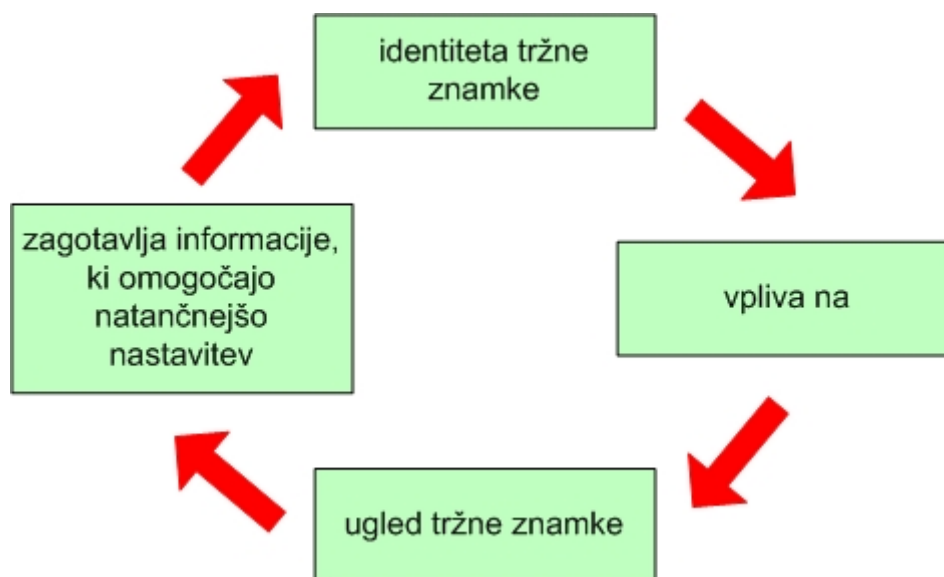 identiteta tržne
znamke
vpliva na
ugled tržne znamke
zagotavlja informacije,
ki omogočajo
natančnejšo
nastavitev